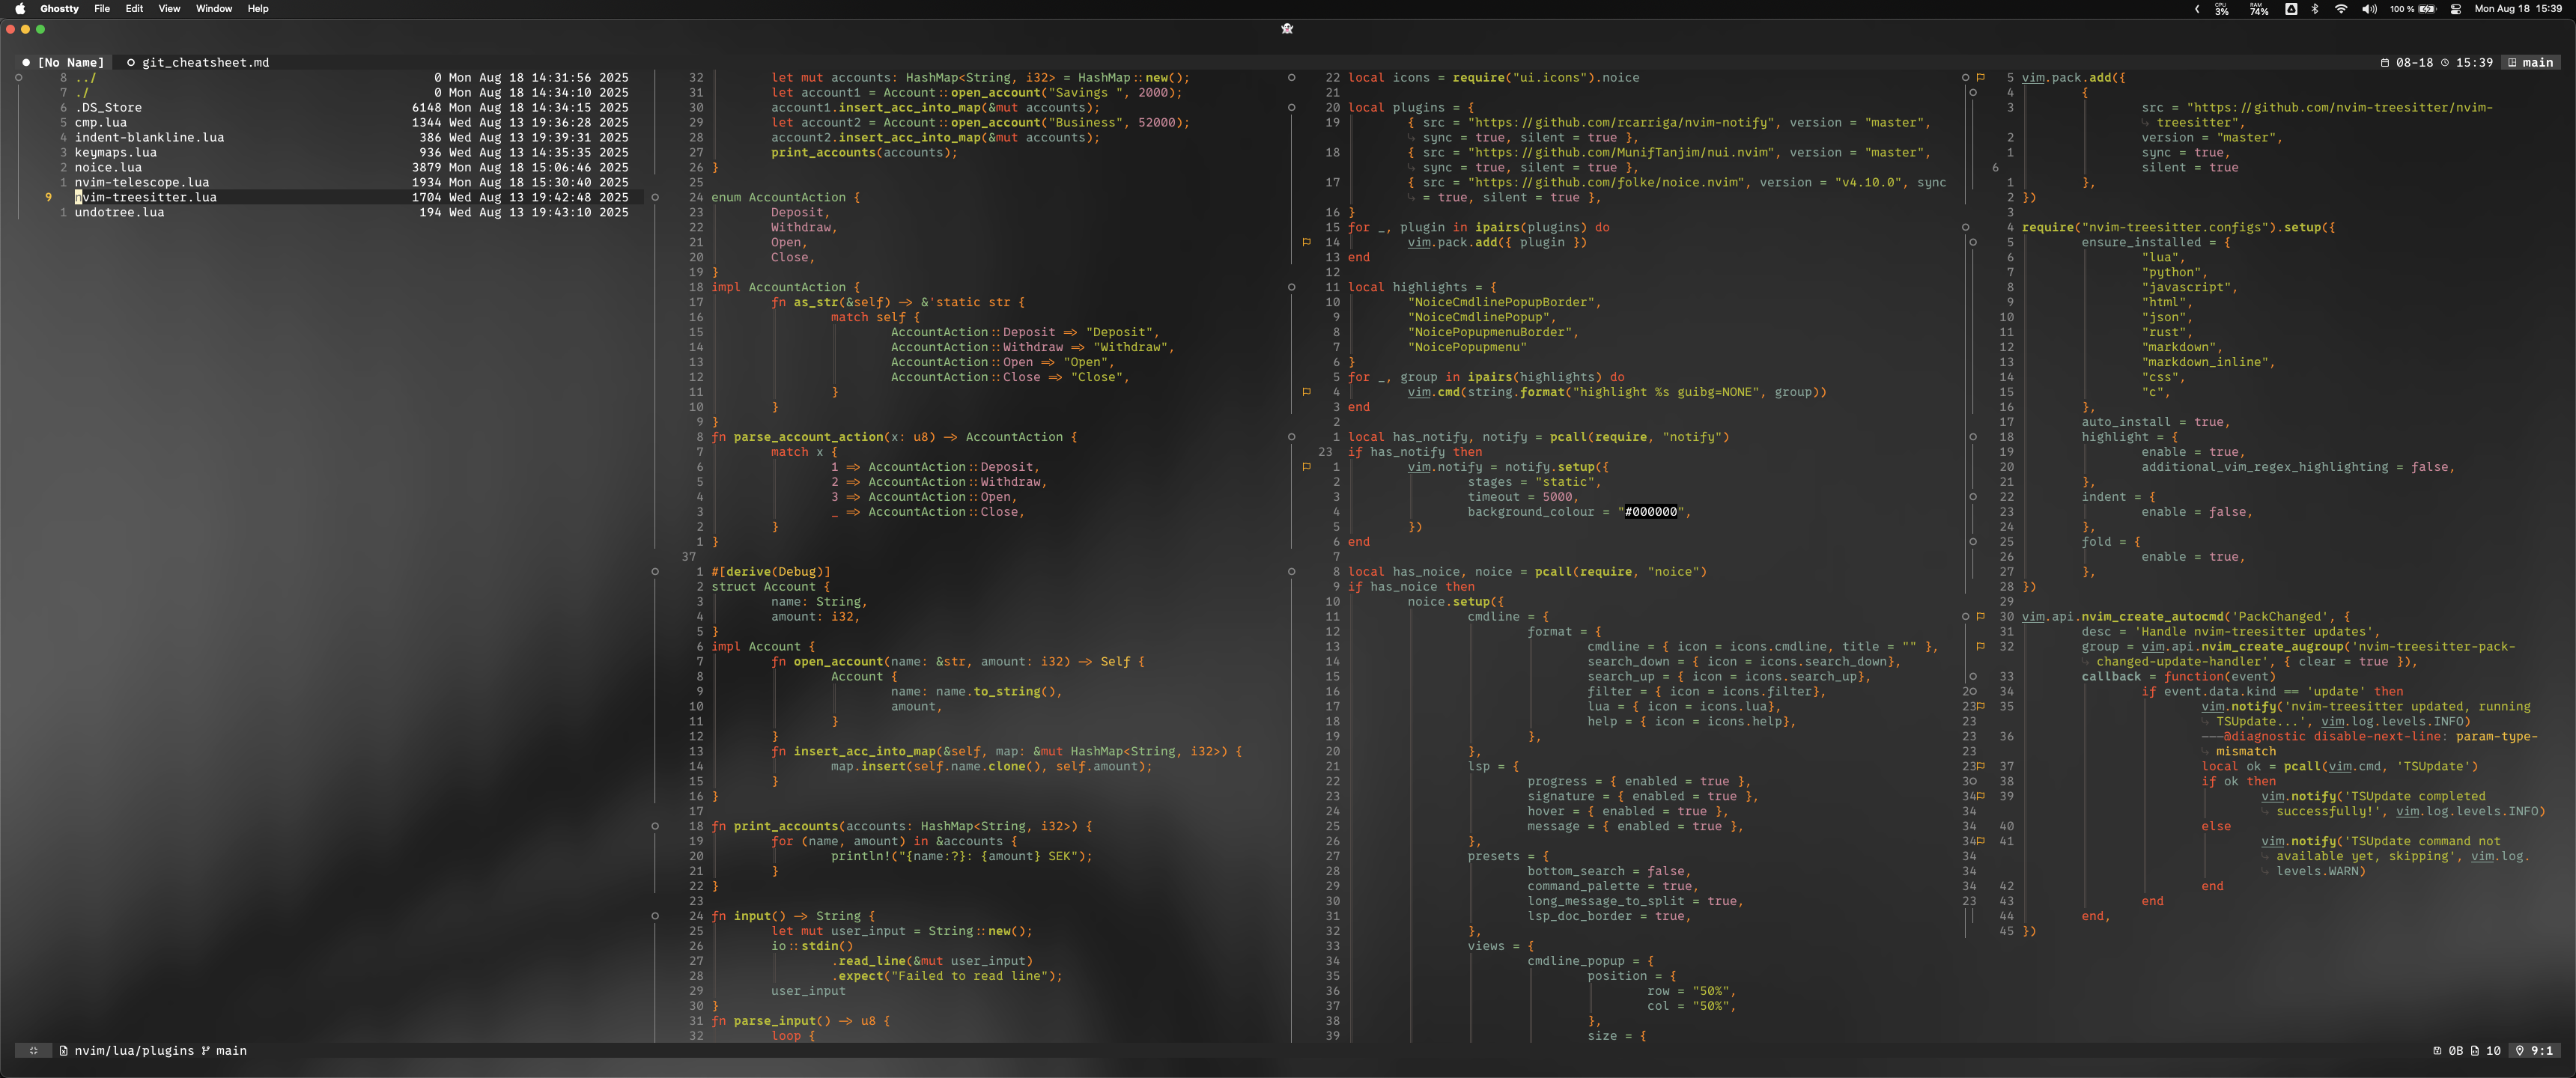 Ghostty File Edit View Window Help
CPU 3% RAM 74% 100 % Mon Aug 18 15:39
[No Name] git_cheatsheet.md
08-18 15:39 main
8 ../ 0 Mon Aug 18 14:31:56 2025
7 ./ 0 Mon Aug 18 14:34:10 2025
6 .DS_Store 6148 Mon Aug 18 14:34:15 2025
5 cmp.lua 1344 Wed Aug 13 19:36:28 2025
4 indent-blankline.lua 386 Wed Aug 13 19:39:31 2025
3 keymaps.lua 936 Wed Aug 13 14:35:35 2025
2 noice.lua 3879 Mon Aug 18 15:06:46 2025
1 nvim-telescope.lua 1934 Mon Aug 18 15:30:40 2025
9 nvim-treesitter.lua 1704 Wed Aug 13 19:42:48 2025
1 undotree.lua 194 Wed Aug 13 19:43:10 2025
32 let mut accounts: HashMap<String, i32> = HashMap::new();
31 let account1 = Account::open_account("Savings ", 2000);
30 account1.insert_acc_into_map(&mut accounts);
29 let account2 = Account::open_account("Business", 52000);
28 account2.insert_acc_into_map(&mut accounts);
27 print_accounts(accounts);
26 }
25
24 enum AccountAction {
23 Deposit,
22 Withdraw,
21 Open,
20 Close,
19 }
18 impl AccountAction {
17 fn as_str(&self) -> &'static str {
16 match self {
15 AccountAction::Deposit => "Deposit",
14 AccountAction::Withdraw => "Withdraw",
13 AccountAction::Open => "Open",
12 AccountAction::Close => "Close",
11 }
10 }
9 }
8 fn parse_account_action(x: u8) -> AccountAction {
7 match x {
6 1 => AccountAction::Deposit,
5 2 => AccountAction::Withdraw,
4 3 => AccountAction::Open,
3 _ => AccountAction::Close,
2 }
1 }
37
1 #[derive(Debug)]
2 struct Account {
3 name: String,
4 amount: i32,
5 }
6 impl Account {
7 fn open_account(name: &str, amount: i32) -> Self {
8 Account {
9 name: name.to_string(),
10 amount,
11 }
12 }
13 fn insert_acc_into_map(&self, map: &mut HashMap<String, i32>) {
14 map.insert(self.name.clone(), self.amount);
15 }
16 }
17
18 fn print_accounts(accounts: HashMap<String, i32>) {
19 for (name, amount) in &accounts {
20 println!("{name:?}: {amount} SEK");
21 }
22 }
23
24 fn input() -> String {
25 let mut user_input = String::new();
26 io::stdin()
27 .read_line(&mut user_input)
28 .expect("Failed to read line");
29 user_input
30 }
31 fn parse_input() -> u8 {
32 loop {
22 local icons = require("ui.icons").noice
21
20 local plugins = {
19 { src = "https://github.com/rcarriga/nvim-notify", version = "master",
sync = true, silent = true },
18 { src = "https://github.com/MunifTanjim/nui.nvim", version = "master",
sync = true, silent = true },
17 { src = "https://github.com/folke/noice.nvim", version = "v4.10.0", sync
= true, silent = true },
16 }
15 for _, plugin in ipairs(plugins) do
14 vim.pack.add({ plugin })
13 end
12
11 local highlights = {
10 "NoiceCmdlinePopupBorder",
9 "NoiceCmdlinePopup",
8 "NoicePopupmenuBorder",
7 "NoicePopupmenu"
6 }
5 for _, group in ipairs(highlights) do
4 vim.cmd(string.format("highlight %s guibg=NONE", group))
3 end
2
1 local has_notify, notify = pcall(require, "notify")
23 if has_notify then
1 vim.notify = notify.setup({
2 stages = "static",
3 timeout = 5000,
4 background_colour = "#000000",
5 })
6 end
7
8 local has_noice, noice = pcall(require, "noice")
9 if has_noice then
10 noice.setup({
11 cmdline = {
12 format = {
13 cmdline = { icon = icons.cmdline, title = "" },
14 search_down = { icon = icons.search_down},
15 search_up = { icon = icons.search_up},
16 filter = { icon = icons.filter},
17 lua = { icon = icons.lua},
18 help = { icon = icons.help},
19 },
20 },
21 lsp = {
22 progress = { enabled = true },
23 signature = { enabled = true },
24 hover = { enabled = true },
25 message = { enabled = true },
26 },
27 presets = {
28 bottom_search = false,
29 command_palette = true,
30 long_message_to_split = true,
31 lsp_doc_border = true,
32 },
33 views = {
34 cmdline_popup = {
35 position = {
36 row = "50%",
37 col = "50%",
38 },
39 size = {
5 vim.pack.add({
4 {
3 src = "https://github.com/nvim-treesitter/nvim-
treesitter",
2 version = "master",
1 sync = true,
6 silent = true
1 },
2 })
3
4 require("nvim-treesitter.configs").setup({
5 ensure_installed = {
6 "lua",
7 "python",
8 "javascript",
9 "html",
10 "json",
11 "rust",
12 "markdown",
13 "markdown_inline",
14 "css",
15 "c",
16 },
17 auto_install = true,
18 highlight = {
19 enable = true,
20 additional_vim_regex_highlighting = false,
21 },
22 indent = {
23 enable = false,
24 },
25 fold = {
26 enable = true,
27 },
28 })
29
30 vim.api.nvim_create_autocmd('PackChanged', {
31 desc = 'Handle nvim-treesitter updates',
32 group = vim.api.nvim_create_augroup('nvim-treesitter-pack-
changed-update-handler', { clear = true }),
33 callback = function(event)
2 34 if event.data.kind == 'update' then
23 35 vim.notify('nvim-treesitter updated, running
23 TSUpdate...', vim.log.levels.INFO)
23 36 ---@diagnostic disable-next-line: param-type-
23 mismatch
23 37 local ok = pcall(vim.cmd, 'TSUpdate')
3 38 if ok then
34 39 vim.notify('TSUpdate completed
34 successfully!', vim.log.levels.INFO)
34 40 else
34 41 vim.notify('TSUpdate command not
34 available yet, skipping', vim.log.
34 levels.WARN)
34 42 end
23 43 end
44 end,
45 })
nvim/lua/plugins main
0B 10 9:1